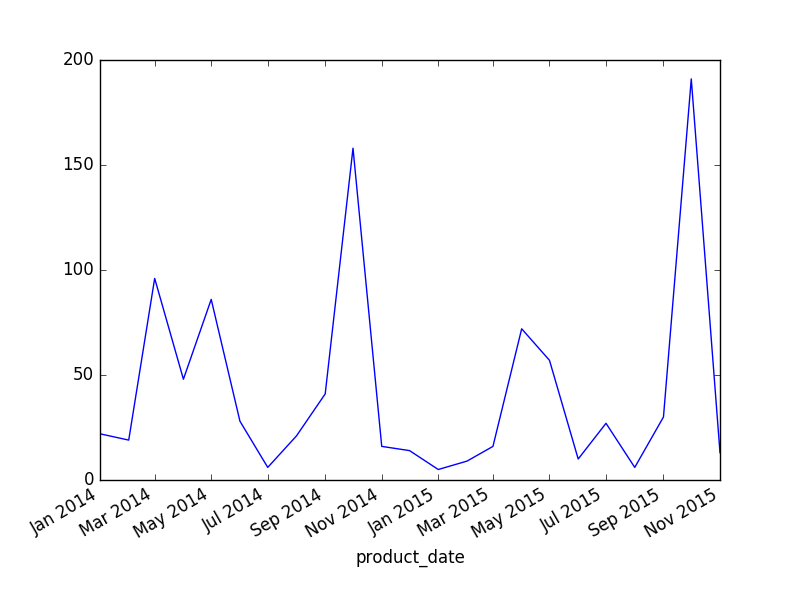 200
150
100
50
0
Jan 2014
Mar 2014
May 2014
Jul 2014
Sep 2014
Nov 2014
Jan 2015
Mar 2015
May 2015
Jul 2015
Sep 2015
Nov 2015
product_date